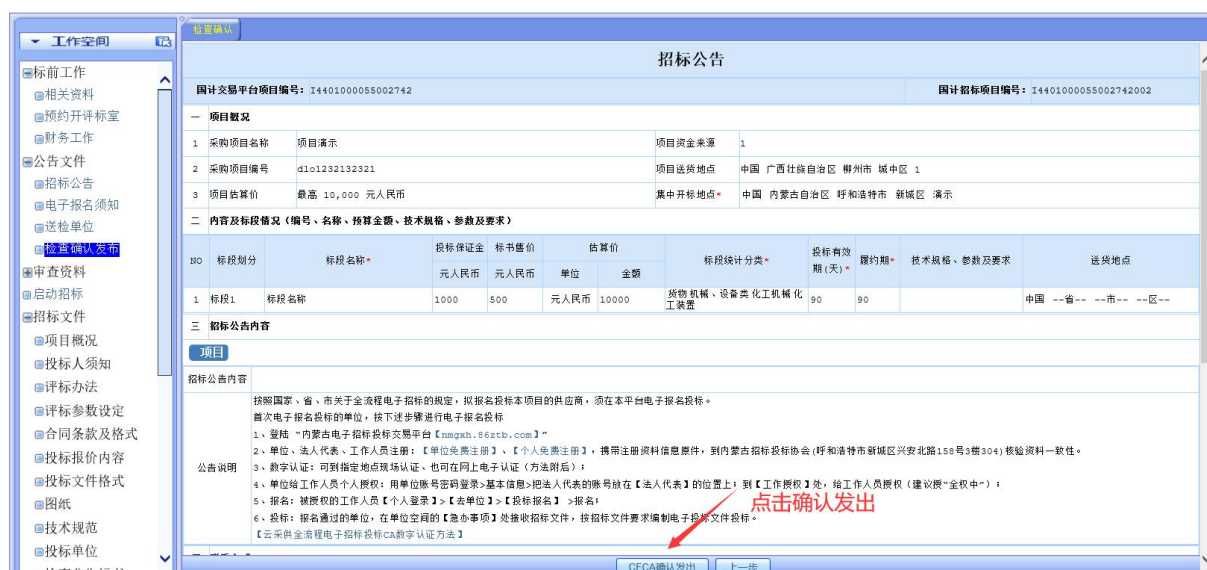 检查确认
工作空间
标前工作
相关资料
预约开评标室
财务工作
公告文件
招标公告
电子报名须知
送检单位
检查确认发布
审查资料
启动招标
招标文件
项目概况
投标人须知
评标办法
评标参数设定
合同条款及格式
投标报价内容
投标文件格式
图纸
技术规范
投标单位
招标公告
国计交易平台项目编号：I4401000055002742 国计招标项目编号：I4401000055002742002
一 项目概况
1 采购项目名称 项目演示 项目资金来源 1
2 采购项目编号 dlo1232132321 项目送货地点 中国 广西壮族自治区 柳州市 城中区 1
3 项目估算价 最高 10,000 元人民币 集中开标地点* 中国 内蒙古自治区 呼和浩特市 新城区 演示
二 内容及标段情况（编号、名称、预算金额、技术规格、参数及要求）
NO 标段划分 标段名称* 投标保证金 标书售价 估算价 标段统计分类* 投标有效期(天)* 履约期* 技术规格、参数及要求 送货地点
元人民币 元人民币 单位 金额
1 标段1 标段名称 1000 500 元人民币 10000 货物机械、设备类化工机械化工装置 90 90 中国 --省-- --市-- --区--
三 招标公告内容
项目
招标公告内容
公告说明
按照国家、省、市关于全流程电子招标的规定，拟报名投标本项目的供应商，须在本平台电子报名投标。
首次电子报名投标的单位，按下述步骤进行电子报名投标
1、登陆 "内蒙古电子招标投标交易平台【nmgxh.86ztb.com】"
2、单位、法人代表、工作人员注册：【单位免费注册】、【个人免费注册】，携带注册资料信息原件，到内蒙古招标投标协会(呼和浩特市新城区兴安北路158号3楼304)核验资料一致性。
3、数字认证：可到指定地点现场认证、也可在网上电子认证（方法附后）；
4、单位给工作人员个人授权：用单位账号密码登录>基本信息>把法人代表的账号放在【法人代表】的位置上；到【工作授权】处，给工作人员授权（建议授"全权中"）；
5、报名：被授权的工作人员【个人登录】>【去单位】>【投标报名】 >报名；
6、投标：报名通过的单位，在单位空间的【急办事项】处接收招标文件，按招标文件要求编制电子投标文件投标。
【云采供全流程电子招标投标CA数字认证方法】
点击确认发出
CFCA确认发出 上一步